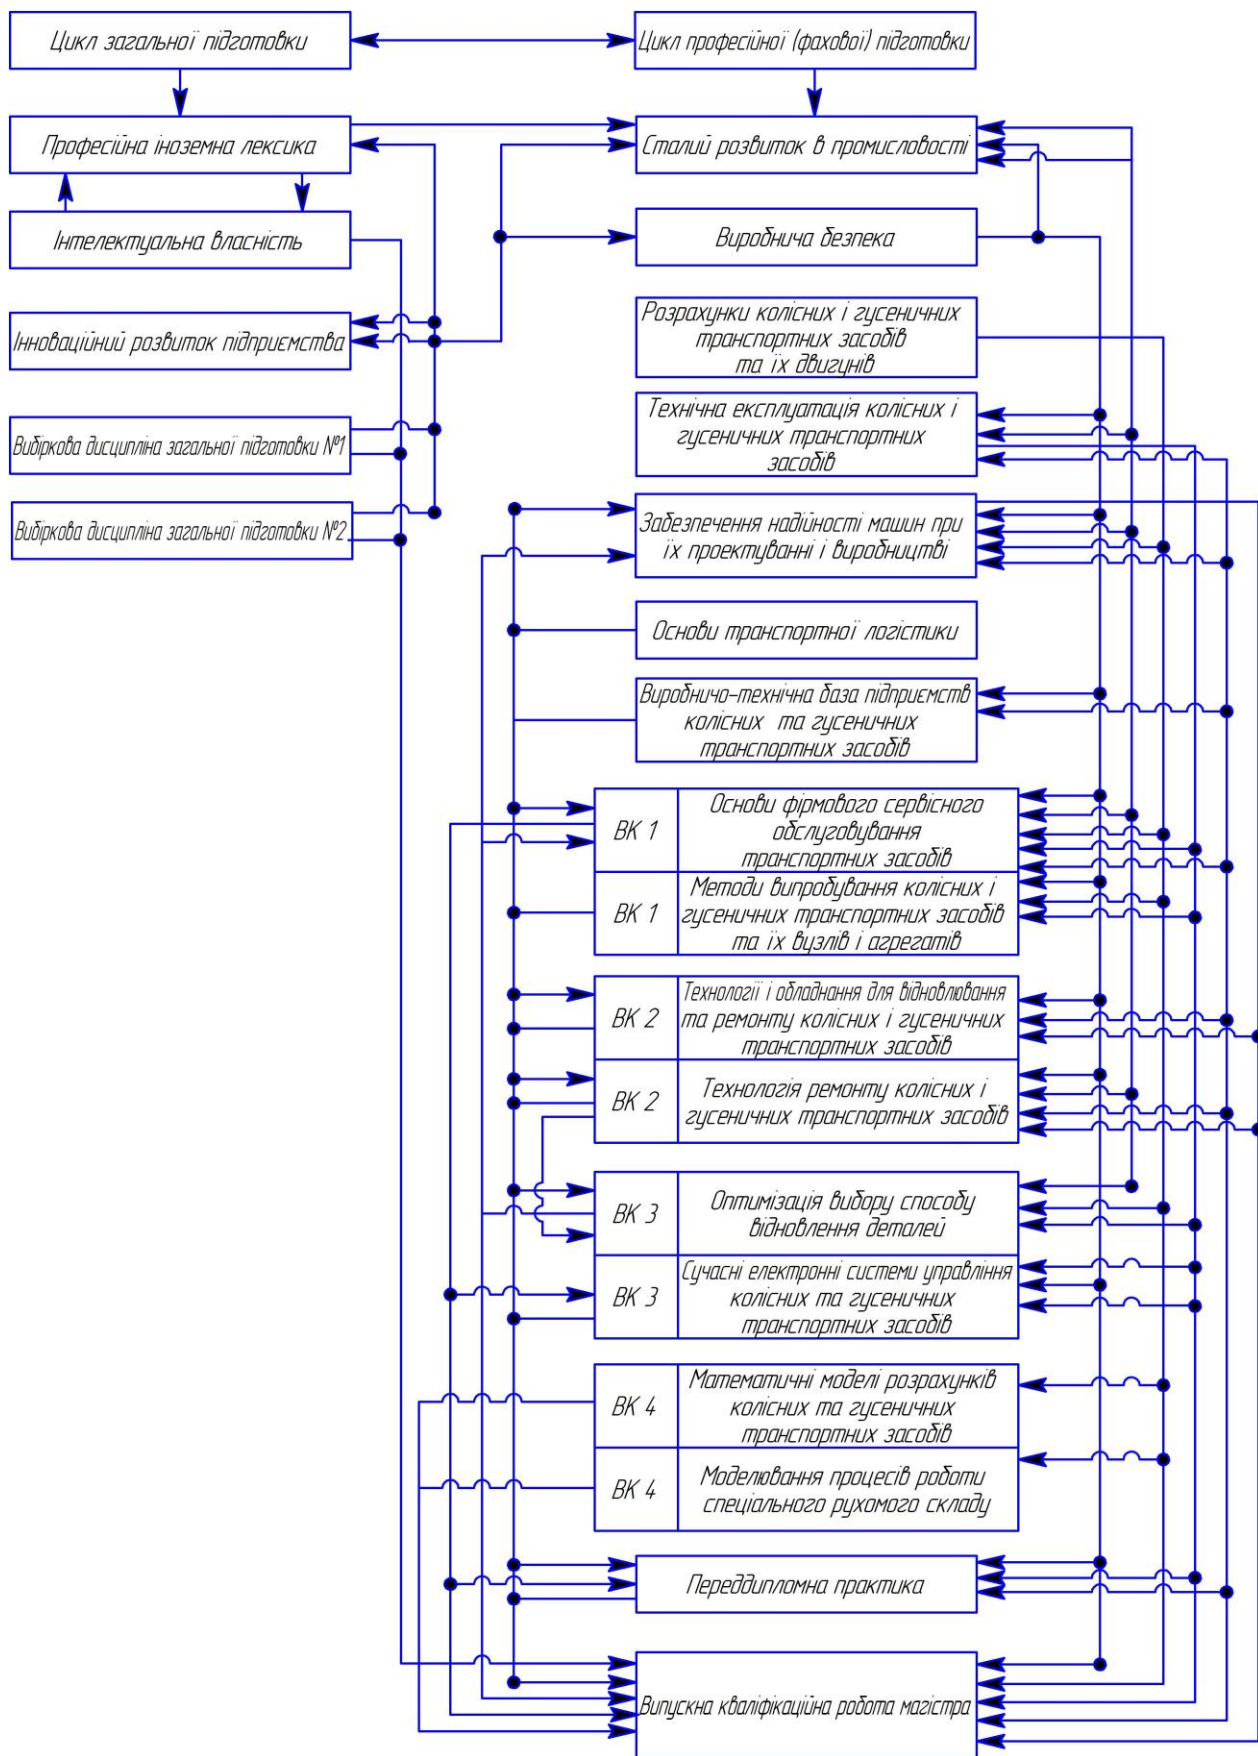 Цикл загальної підготовки
Цикл професійної (фахової) підготовки
Професійна іноземна лексика
Сталий розвиток в промисловості
Інтелектуальна власність
Виробнича безпека
Інноваційний розвиток підприємства
Розрахунки колісних і гусеничних
транспортних засобів
та їх двигунів
Вибіркова дисципліна загальної підготовки №1
Технічна експлуатація колісних і
гусеничних транспортних
засобів
Вибіркова дисципліна загальної підготовки №2
Забезпечення надійності машин при
їх проектуванні і виробництві
Основи транспортної логістики
Виробничо-технічна база підприємств
колісних та гусеничних
транспортних засобів
ВК 1
Основи фірмового сервісного
обслуговування
транспортних засобів
ВК 1
Методи випробування колісних і
гусеничних транспортних засобів
та їх вузлів і агрегатів
ВК 2
Технології і обладнання для відновлювання
та ремонту колісних і гусеничних
транспортних засобів
ВК 2
Технологія ремонту колісних і
гусеничних транспортних засобів
ВК 3
Оптимізація вибору способу
відновлення деталей
ВК 3
Сучасні електронні системи управління
колісних та гусеничних
транспортних засобів
ВК 4
Математичні моделі розрахунків
колісних та гусеничних
транспортних засобів
ВК 4
Моделювання процесів роботи
спеціального рухомого складу
Переддипломна практика
Випускна кваліфікаційна робота магістра